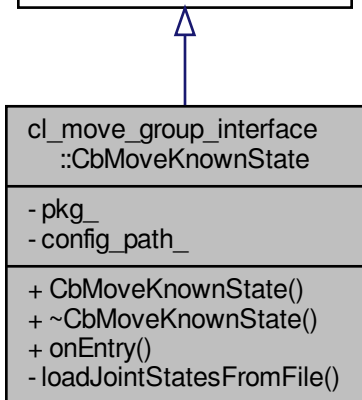 cl_move_group_interface
::CbMoveKnownState
- pkg_
- config_path_
+ CbMoveKnownState()
+ ~CbMoveKnownState()
+ onEntry()
- loadJointStatesFromFile()